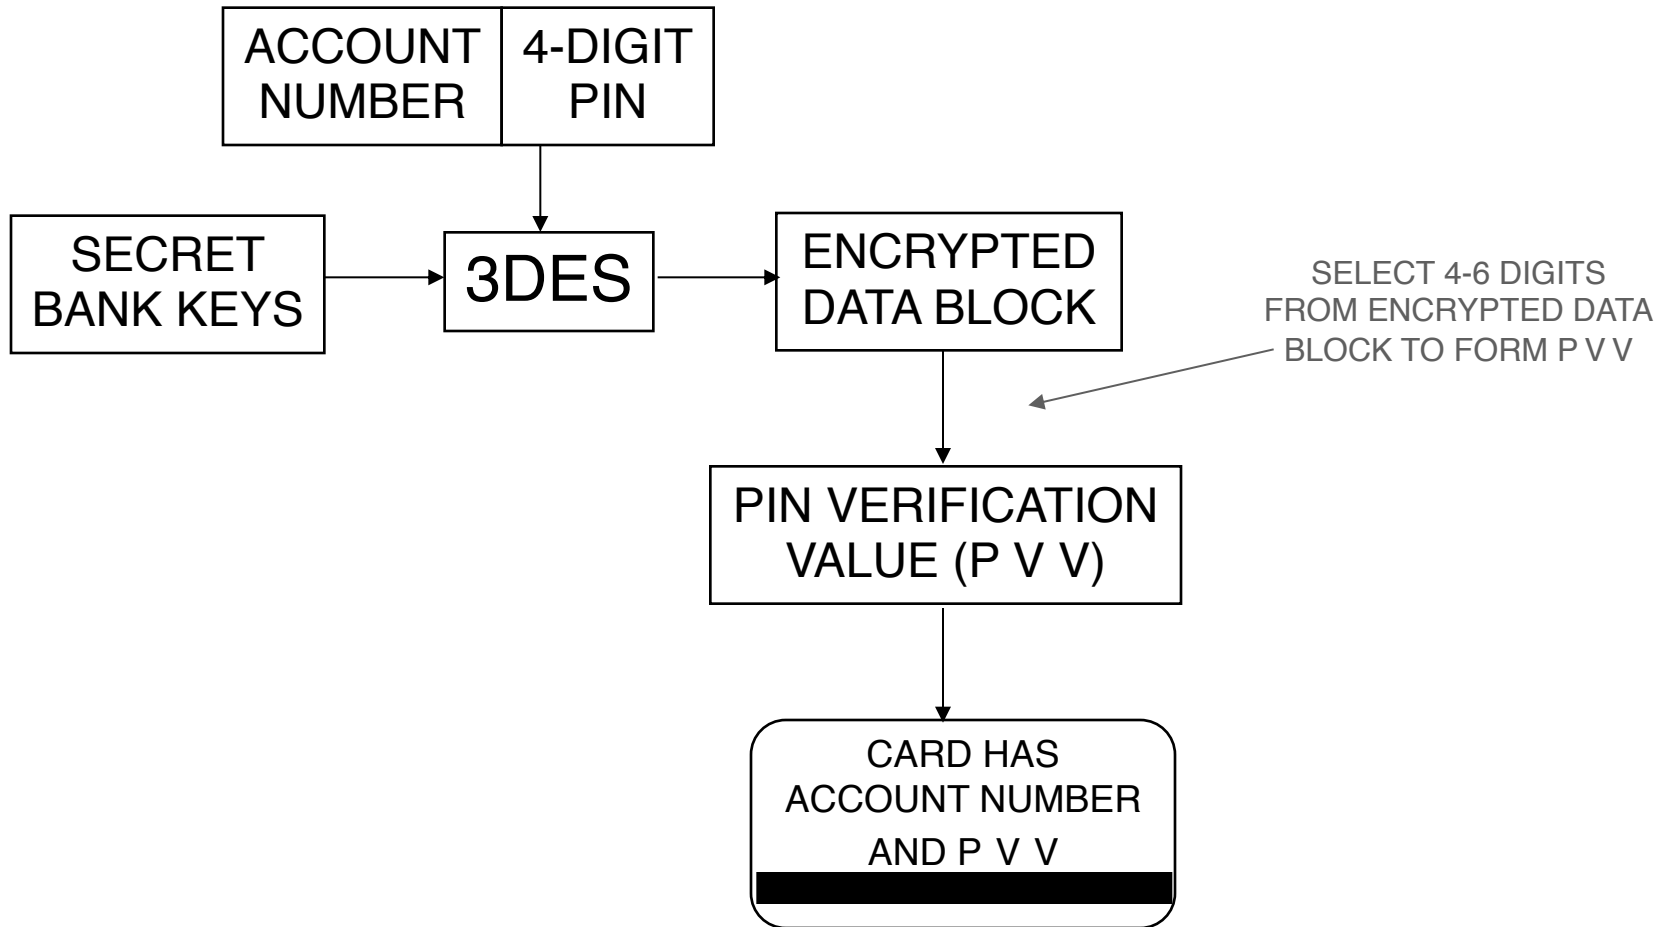 ACCOUNT
NUMBER
4-DIGIT
PIN
SECRET
BANK KEYS
3DES
ENCRYPTED
DATA BLOCK
SELECT 4-6 DIGITS
FROM ENCRYPTED DATA
BLOCK TO FORM P V V
PIN VERIFICATION
VALUE (P V V)
CARD HAS
ACCOUNT NUMBER
AND P V V